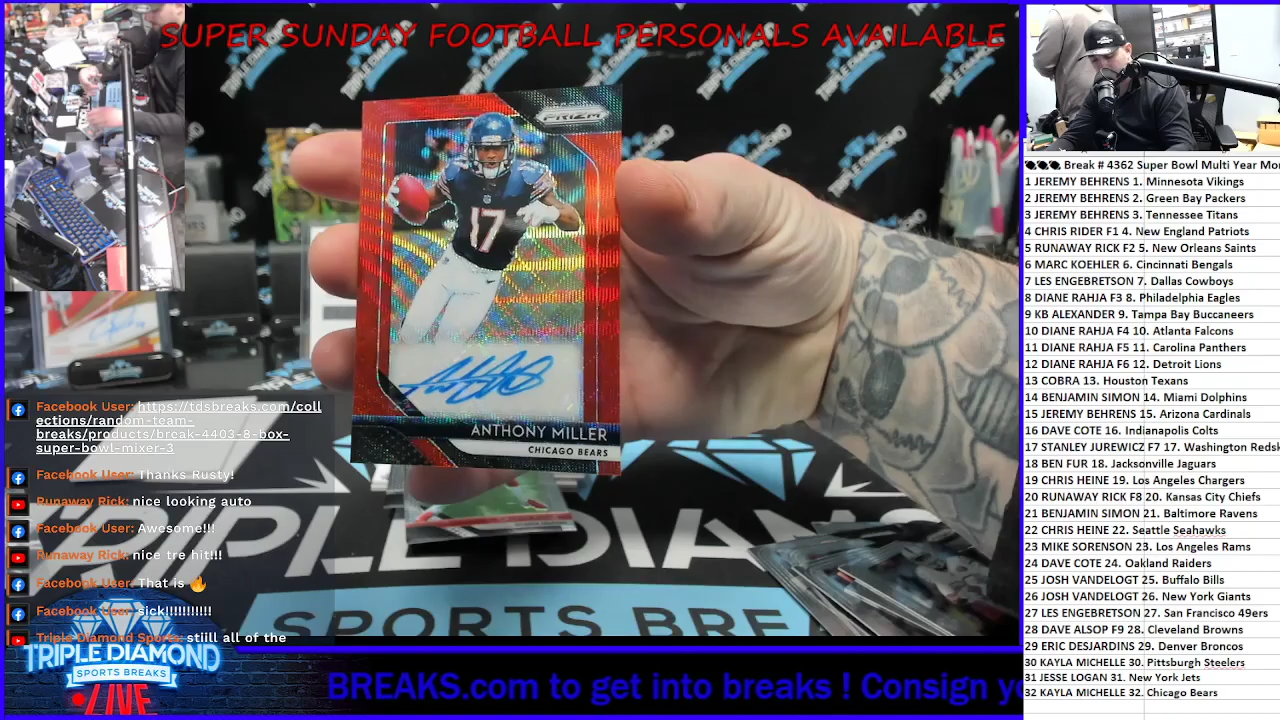 SUPER SUNDAY FOOTBALL PERSONALS AVAILABLE
PRIZM
17
ANTHONY MILLER
CHICAGO BEARS
Break # 4362 Super Bowl Multi Year Mo
1 JEREMY BEHRENS 1. Minnesota Vikings
2 JEREMY BEHRENS 2. Green Bay Packers
3 JEREMY BEHRENS 3. Tennessee Titans
4 CHRIS RIDER F1 4. New England Patriots
5 RUNAWAY RICK F2 5. New Orleans Saints
6 MARC KOEHLER 6. Cincinnati Bengals
7 LES ENGEBRETSON 7. Dallas Cowboys
8 DIANE RAHJA F3 8. Philadelphia Eagles
9 KB ALEXANDER 9. Tampa Bay Buccaneers
10 DIANE RAHJA F4 10. Atlanta Falcons
11 DIANE RAHJA F5 11. Carolina Panthers
12 DIANE RAHJA F6 12. Detroit Lions
13 COBRA 13. Houston Texans
14 BENJAMIN SIMON 14. Miami Dolphins
15 JEREMY BEHRENS 15. Arizona Cardinals
16 DAVE COTE 16. Indianapolis Colts
17 STANLEY JUREWICZ F7 17. Washington Redsk
18 BEN FUR 18. Jacksonville Jaguars
19 CHRIS HEINE 19. Los Angeles Chargers
20 RUNAWAY RICK F8 20. Kansas City Chiefs
21 BENJAMIN SIMON 21. Baltimore Ravens
22 CHRIS HEINE 22. Seattle Seahawks
23 MIKE SORENSON 23. Los Angeles Rams
24 DAVE COTE 24. Oakland Raiders
25 JOSH VANDELOGT 25. Buffalo Bills
26 JOSH VANDELOGT 26. New York Giants
27 LES ENGEBRETSON 27. San Francisco 49ers
28 DAVE ALSOP F9 28. Cleveland Browns
29 BEN FUR 29. Denver Broncos
30 KAYLA MICHELL 30. Pittsburgh Steelers
31 JESSE LOGAN 31. New York Jets
32 KAYLA MICHELL 32. Chicago Bears
Facebook User: https://tdsbreaks.com/coll
ections/random-team-
breaks/products/break-4403-8-box-
super-bowl-mixer-3
Facebook User: Thanks Rusty!
Runaway Rick: nice looking auto
Facebook User: Awesome!!!
Runaway Rick: nice tre hit!!!
Facebook User: That is 🔥
Facebook User: sick!!!!!!!!!!!
Triple Diamond Sports: stiill all of the
TRIPLE DIAMOND
SPORTS BREAKS
LIVE
TRIPLE DIAM
SPORTS BRE
BREAKS.com to get into breaks ! Consign yo